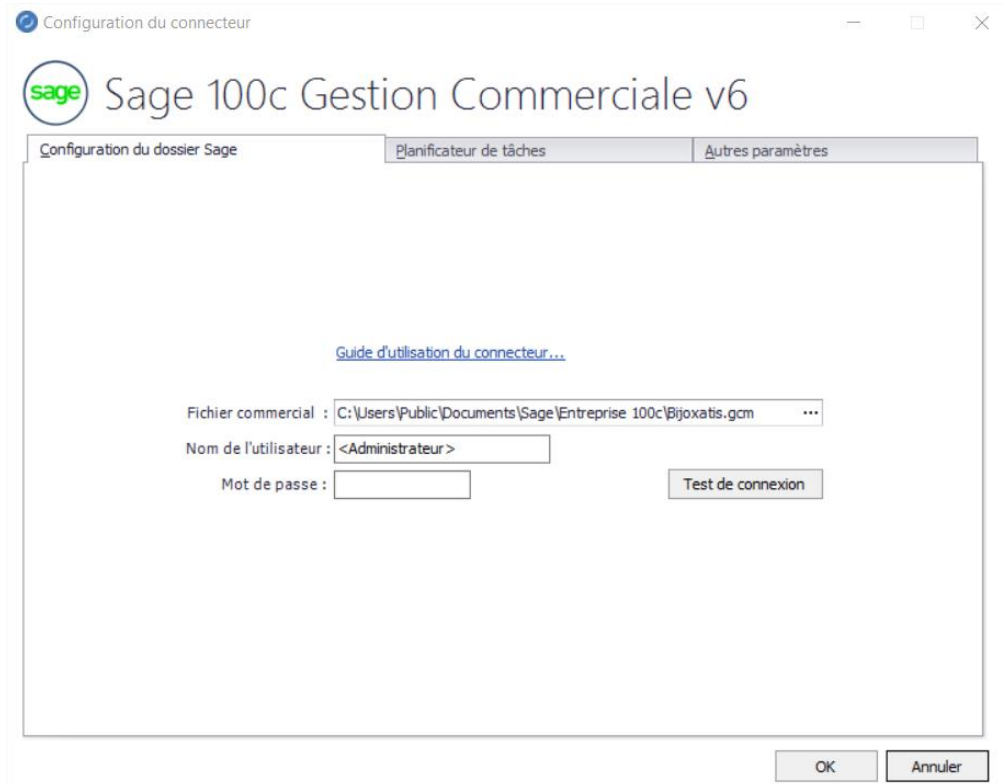 Configuration du connecteur
sage Sage 100c Gestion Commerciale v6
Configuration du dossier Sage Planificateur de tâches Autres paramètres
Guide d'utilisation du connecteur...
Fichier commercial : C:\Users\Public\Documents\Sage\Entreprise 100c\Bijoxatis.gcm ...
Nom de l'utilisateur : <Administrateur>
Mot de passe : Test de connexion
OK Annuler